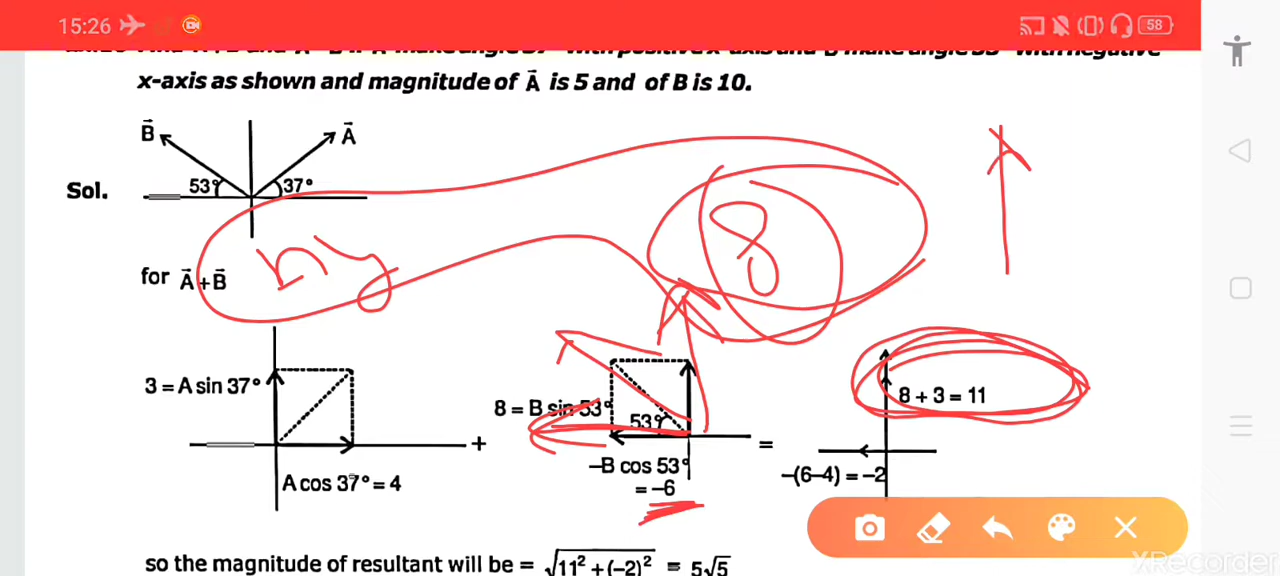 15:26
58
x-axis as shown and magnitude of A⃗ is 5 and of B is 10.
B⃗
A⃗
53°
37°
Sol.
8
for A⃗+B⃗
3 = A sin 37°
8 = B sin 53°
53°
8 + 3 = 11
+
=
A cos 37° = 4
–B cos 53°
= –6
–(6–4) = –2
so the magnitude of resultant will be = √11² + (–2)² = 5√5
XRecorder